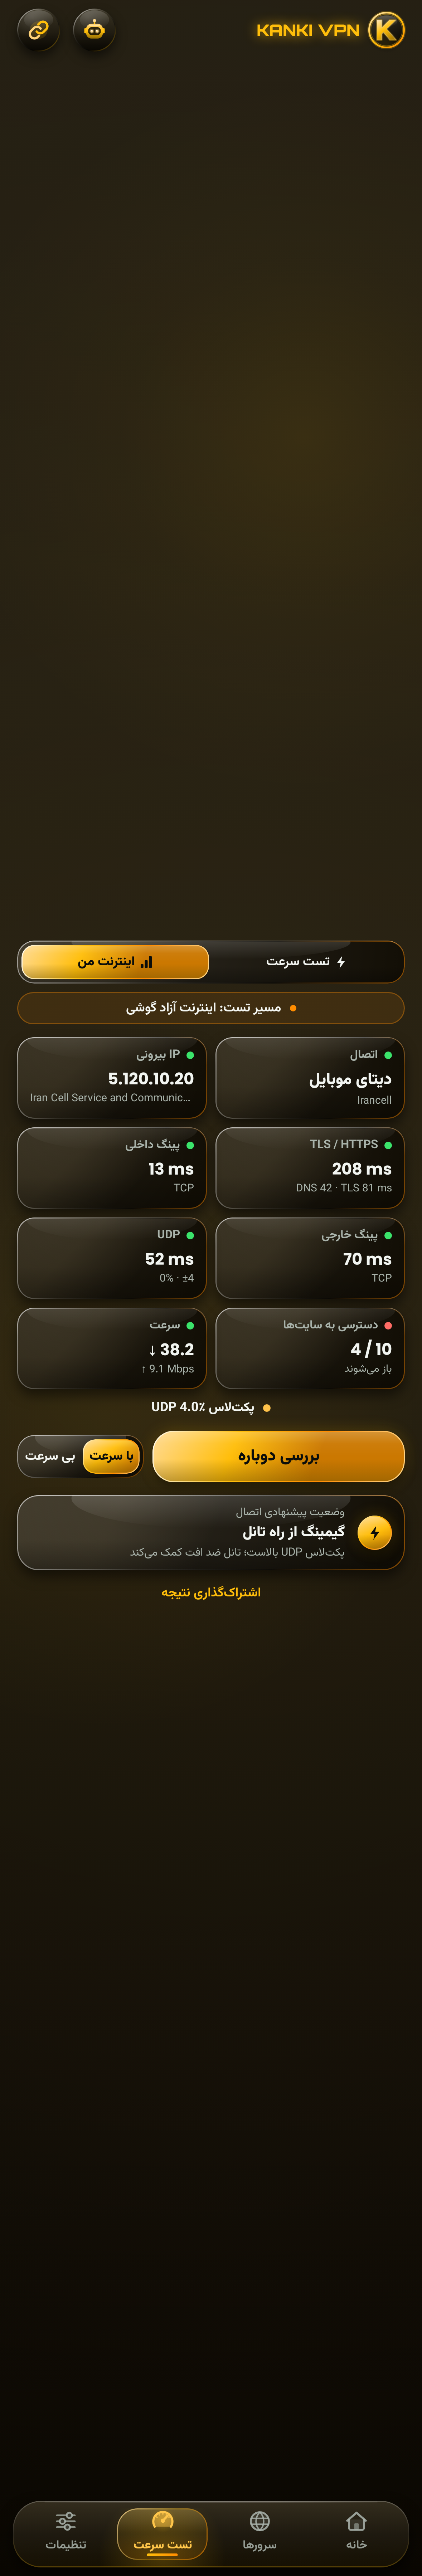 KANKI VPN
تست سرعت
اینترنت من
مسیر تست: اینترنت آزاد گوشی
اتصال
دیتای موبایل
Irancell
IP بیرونی
5.120.10.20
Iran Cell Service and Communic...
TLS / HTTPS
208 ms
DNS 42 · TLS 81 ms
پینگ داخلی
13 ms
TCP
پینگ خارجی
70 ms
TCP
UDP
52 ms
0% · ±4
دسترسی به سایت‌ها
4 / 10
باز می‌شوند
سرعت
↓ 38.2
↑ 9.1 Mbps
پکت‌لاس UDP 4.0٪
بررسی دوباره
با سرعت
بی سرعت
وضعیت پیشنهادی اتصال
گیمینگ از راه تانل
پکت‌لاس UDP بالاست؛ تانل ضد افت کمک می‌کند
اشتراک‌گذاری نتیجه
خانه
سرورها
تست سرعت
تنظیمات